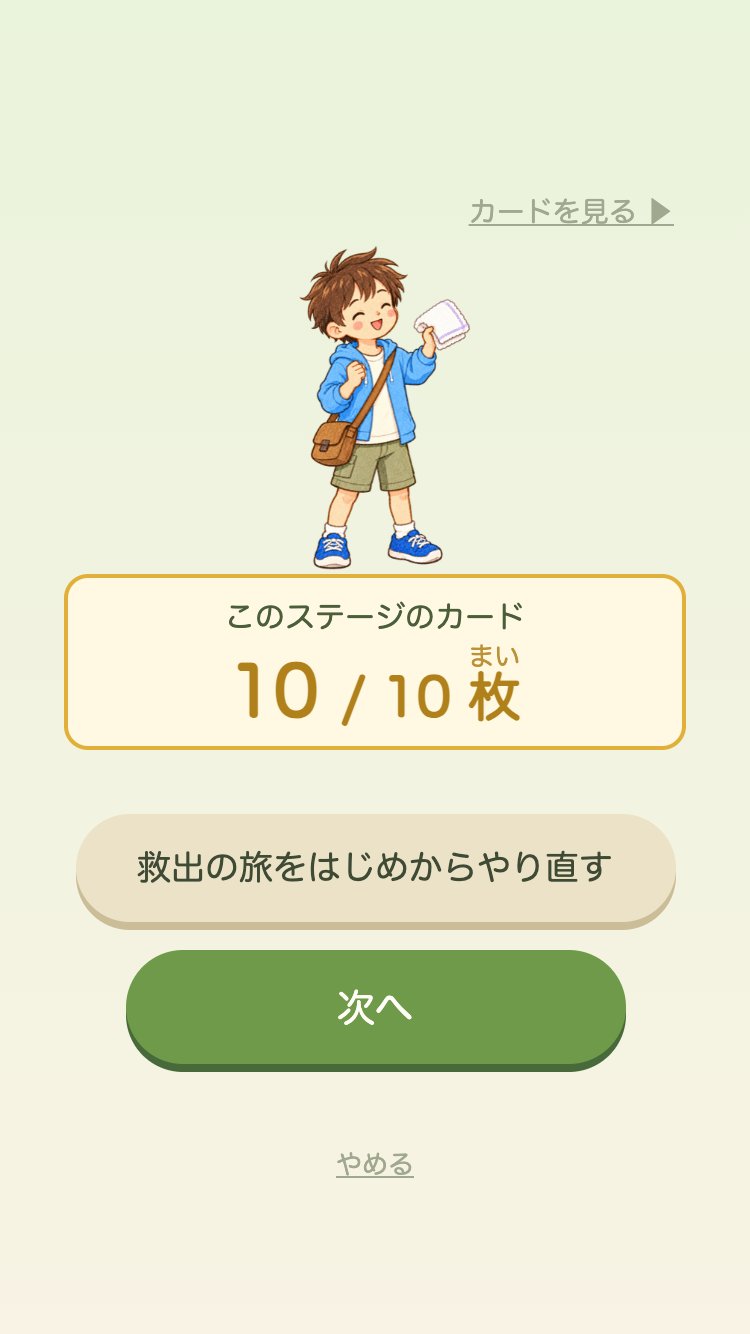 カードを見る ▶
このステージのカード
まい
10 / 10 枚
救出の旅をはじめからやり直す
次へ
やめる